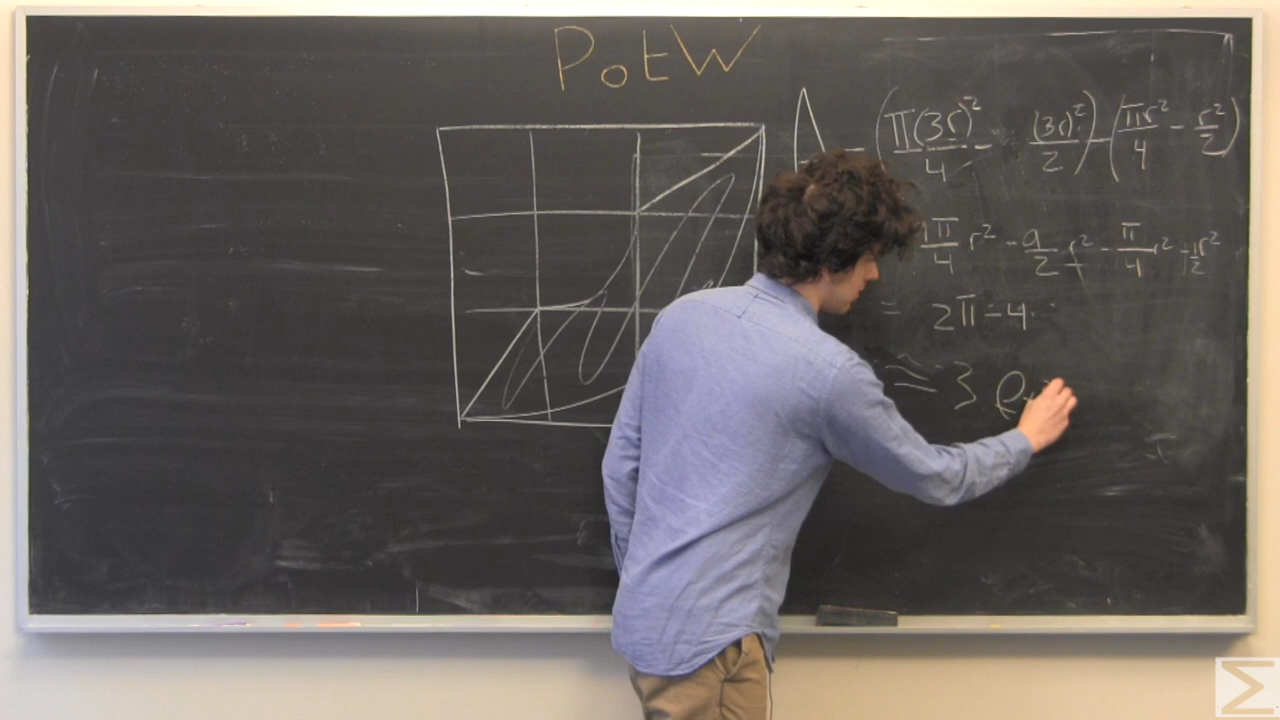 PotW
A = (π(3r)²/4 - (3r)²/2) - (πr²/4 - r²/2)
π/4 r² - 9/2 r² - π/4 r² + 1/2 r²
= 2π - 4
≈ 3
Σ